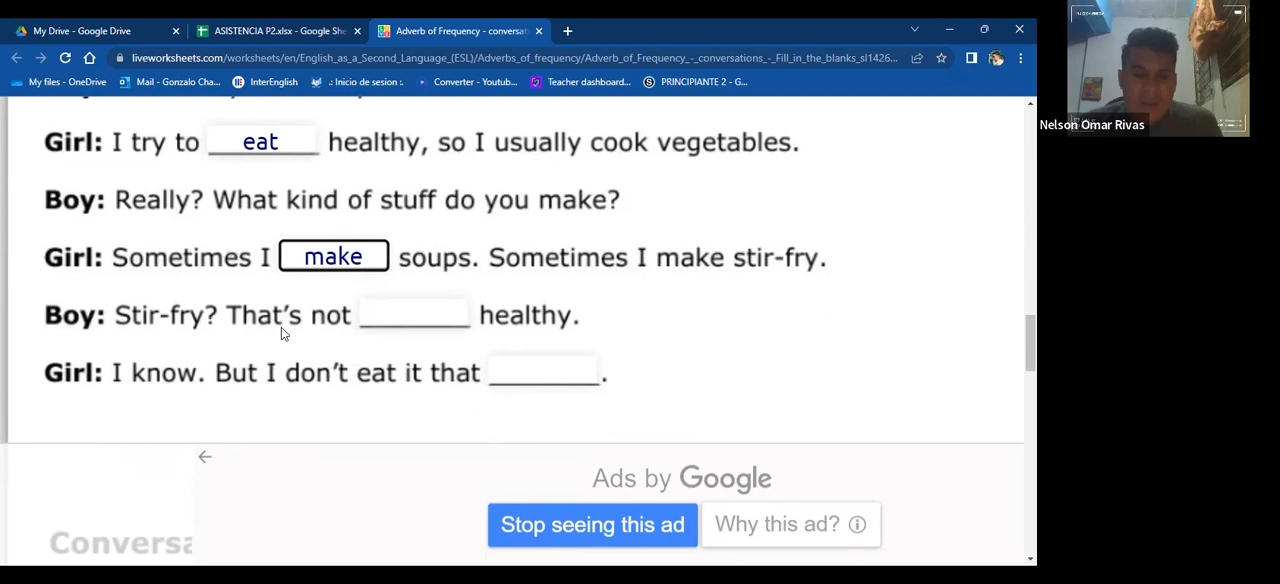 My Drive - Google Drive
ASISTENCIA P2.xlsx - Google She
Adverb of Frequency - conversati
liveworksheets.com/worksheets/en/English_as_a_Second_Language_(ESL)/Adverbs_of_frequency/Adverb_of_Frequency_-_conversations_-_Fill_in_the_blanks_sl1426...
My files - OneDrive
Mail - Gonzalo Cha...
InterEnglish
.: Inicio de sesion :.
Converter - Youtub...
Teacher dashboard...
PRINCIPIANTE 2 - G...
Nelson Omar Rivas
Girl: I try to eat healthy, so I usually cook vegetables.
Boy: Really? What kind of stuff do you make?
Girl: Sometimes I make soups. Sometimes I make stir-fry.
Boy: Stir-fry? That's not ________ healthy.
Girl: I know. But I don't eat it that ________.
Ads by Google
Stop seeing this ad
Why this ad?
Conversa